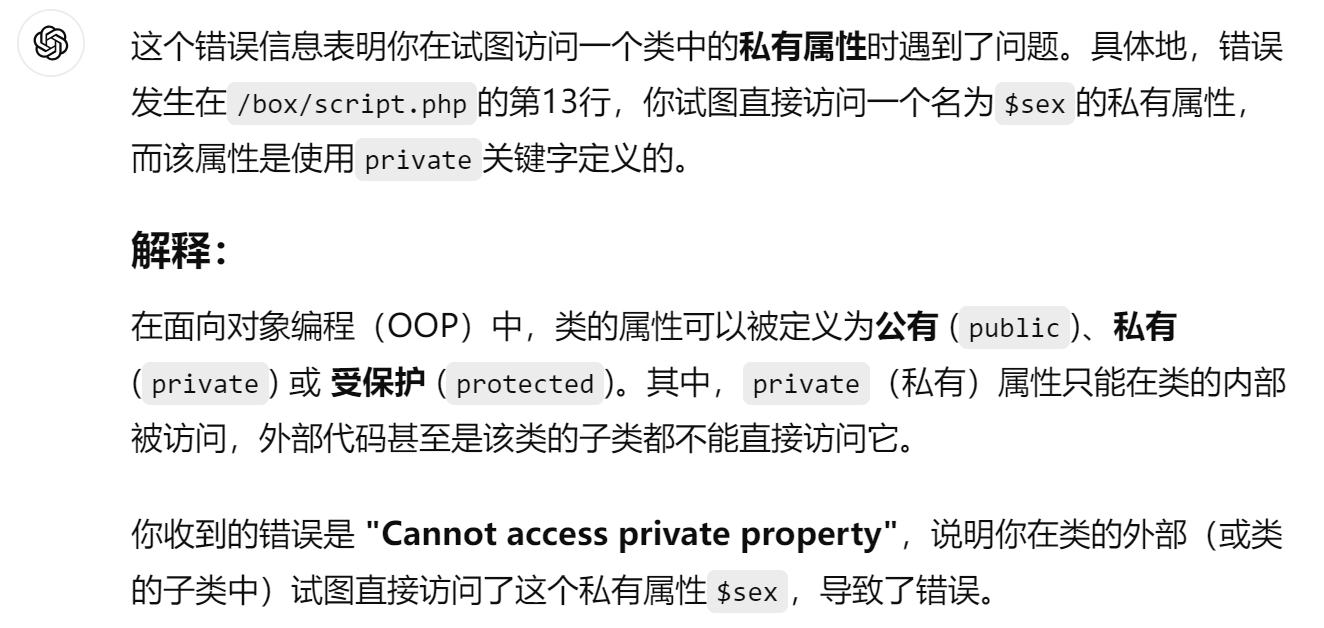 这个错误信息表明你在试图访问一个类中的私有属性时遇到了问题。具体地，错误
发生在 /box/script.php 的第13行，你试图直接访问一个名为 $sex 的私有属性，
而该属性是使用 private 关键字定义的。
解释：
在面向对象编程（OOP）中，类的属性可以被定义为公有 ( public )、私有
( private ) 或 受保护 ( protected )。其中， private （私有）属性只能在类的内部
被访问，外部代码甚至是该类的子类都不能直接访问它。
你收到的错误是 "Cannot access private property"，说明你在类的外部（或类
的子类中）试图直接访问了这个私有属性 $sex ，导致了错误。